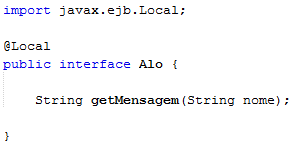 import javax.ejb.Local;
@Local
public interface Alo {
String getMensagem(String nome);
}